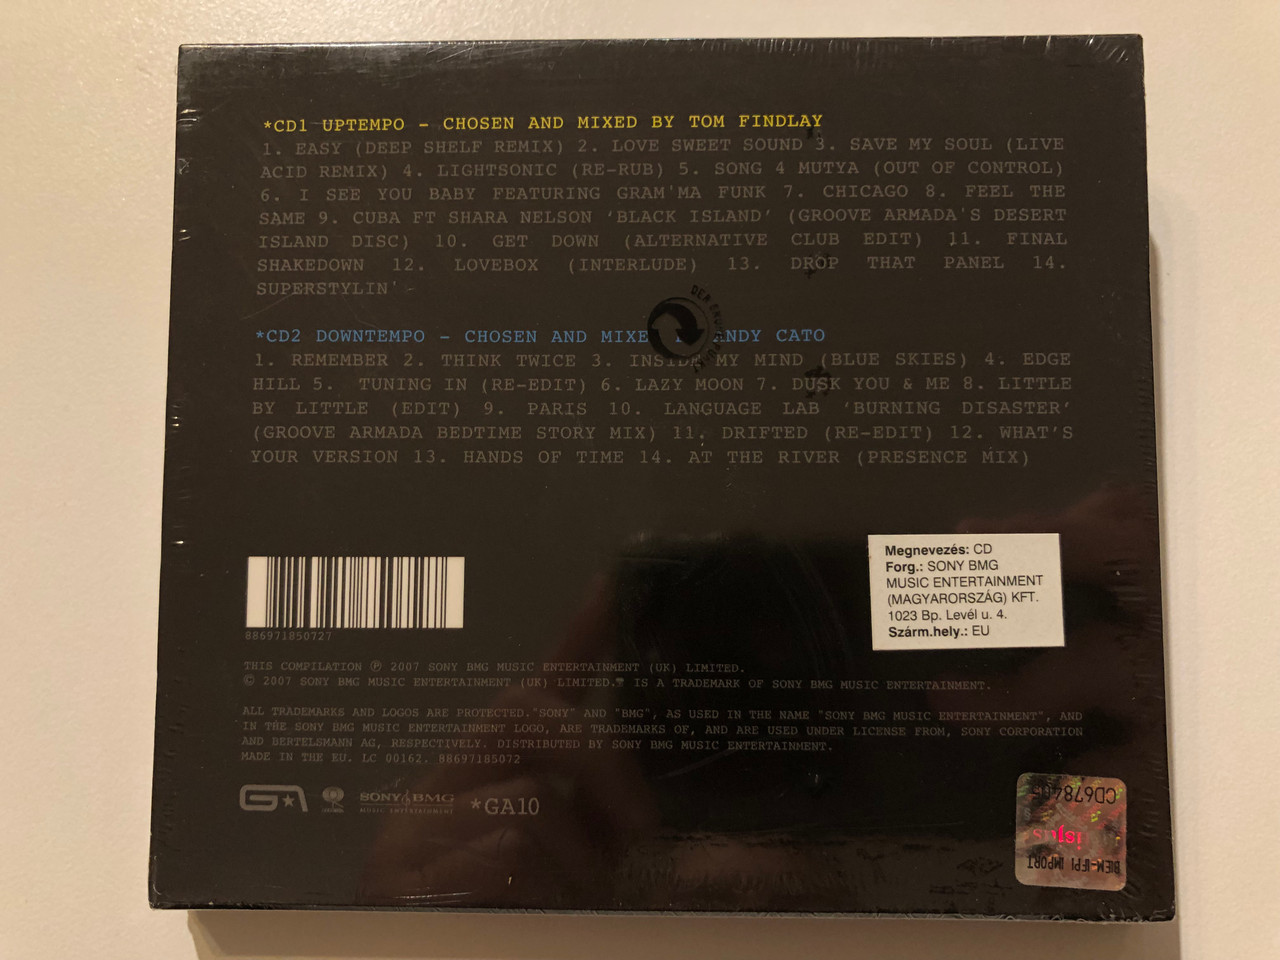 *CD1 UPTEMPO – CHOSEN AND MIXED BY TOM FINDLAY
1. EASY (DEEP SHELF REMIX) 2. LOVE SWEET SOUND 3. SAVE MY SOUL (LIVE
ACID REMIX) 4. LIGHTSONIC (RE-RUB) 5. SONG 4 MUTYA (OUT OF CONTROL)
6. I SEE YOU BABY FEATURING GRAM'MA FUNK 7. CHICAGO 8. FEEL THE
SAME 9. CUBA FT SHARA NELSON ‘BLACK ISLAND’ (GROOVE ARMADA'S DESERT
ISLAND DISC) 10. GET DOWN (ALTERNATIVE CLUB EDIT) 11. FINAL
SHAKEDOWN 12. LOVEBOX (INTERLUDE) 13. DROP THAT PANEL 14.
SUPERSTYLIN'
DER GRÜNE PUNKT
*CD2 DOWNTEMPO – CHOSEN AND MIXED ANDY CATO
1. REMEMBER 2. THINK TWICE 3. INSIDE MY MIND (BLUE SKIES) 4. EDGE
HILL 5. TUNING IN (RE-EDIT) 6. LAZY MOON 7. DUSK YOU & ME 8. LITTLE
BY LITTLE (EDIT) 9. PARIS 10. LANGUAGE LAB ‘BURNING DISASTER’
(GROOVE ARMADA BEDTIME STORY MIX) 11. DRIFTED (RE-EDIT) 12. WHAT'S
YOUR VERSION 13. HANDS OF TIME 14. AT THE RIVER (PRESENCE MIX)
886971850727
Megnevezés: CD
Forg.: SONY BMG
MUSIC ENTERTAINMENT
(MAGYARORSZÁG) KFT.
1023 Bp. Levél u. 4.
Szárm.hely.: EU
THIS COMPILATION ℗ 2007 SONY BMG MUSIC ENTERTAINMENT (UK) LIMITED.
© 2007 SONY BMG MUSIC ENTERTAINMENT (UK) LIMITED. IS A TRADEMARK OF SONY BMG MUSIC ENTERTAINMENT.
ALL TRADEMARKS AND LOGOS ARE PROTECTED."SONY" AND "BMG", AS USED IN THE NAME "SONY BMG MUSIC ENTERTAINMENT", AND
IN THE SONY BMG MUSIC ENTERTAINMENT LOGO, ARE TRADEMARKS OF, AND ARE USED UNDER LICENSE FROM, SONY CORPORATION
AND BERTELSMANN AG, RESPECTIVELY. DISTRIBUTED BY SONY BMG MUSIC ENTERTAINMENT.
MADE IN THE EU. LC 00162. 88697185072
GA SONY BMG
MUSIC ENTERTAINMENT
*GA10
BIEM-IFPI IMPORT